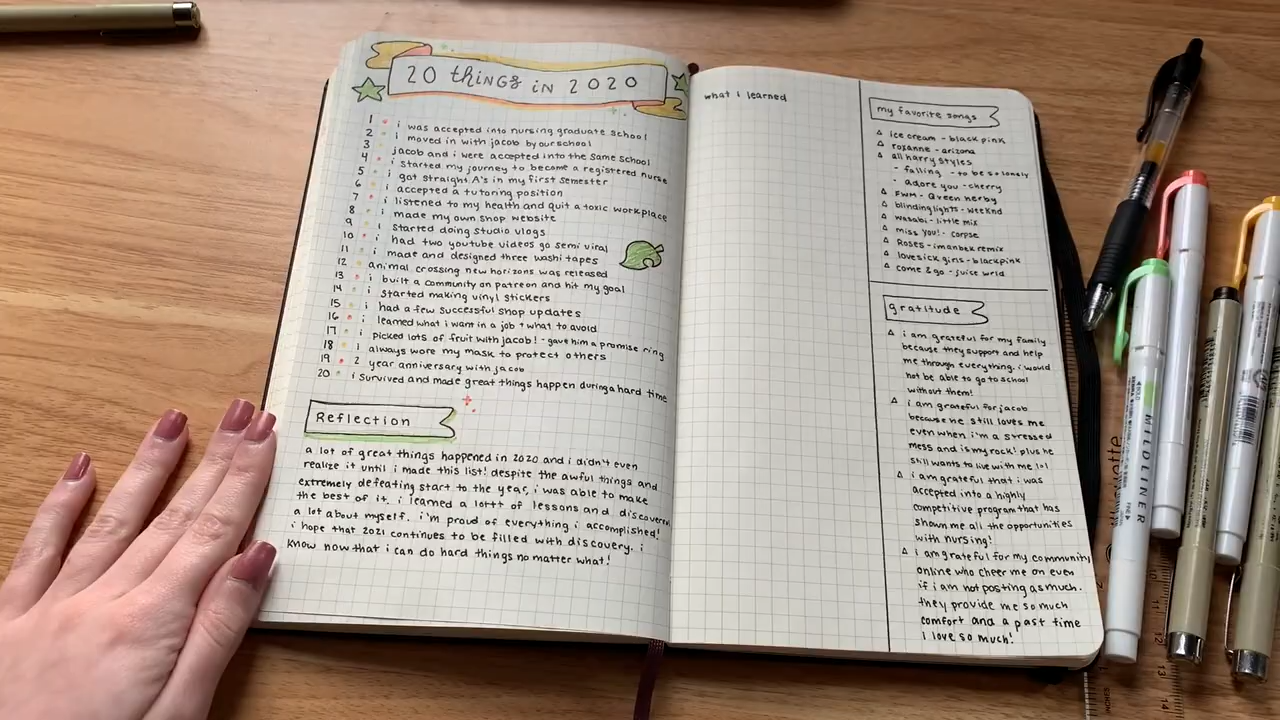 20 things in 2020
1 i was accepted into nursing graduate school
2 i moved in with jacob by our school
3 jacob and i were accepted into the same school
4 i started my journey to become a registered nurse
5 i got straight A's in my first semester
6 i accepted a tutoring position
7 i listened to my health and quit a toxic workplace
8 i made my own shop website
9 i started doing studio vlogs
10 i had two youtube videos go semi viral
11 i made and designed three washi tapes
12 animal crossing new horizons was released
13 i built a community on patreon and hit my goal
14 i started making vinyl stickers
15 i had a few successful shop updates
16 i learned what i want in a job + what to avoid
17 i picked lots of fruit with jacob! - gave him a promise ring
18 i always wore my mask to protect others
19 2 year anniversary with jacob
20 i survived and made great things happen during a hard time
Reflection
a lot of great things happened in 2020 and i didn't even
realize it until i made this list! despite the awful things and
extremely defeating start to the year, i was able to make
the best of it. i learned a lottt of lessons and discovered
a lot about myself. i'm proud of everything i accomplished!
i hope that 2021 continues to be filled with discovery. i
know now that i can do hard things no matter what!
what i learned
my favorite songs
ice cream - blackpink
roxanne - arizona
all harry styles
- falling - to be so lonely
- adore you - cherry
FWM - Qveen herby
blinding lights - weeknd
wasabi - little mix
miss you! - corpse
Roses - imanbek remix
lovesick girls - blackpink
come & go - juice wrld
gratitude
i am grateful for my family
because they support and help
me through everything. i would
not be able to go to school
without them!
i am grateful for jacob
because he still loves me
even when i'm a stressed
mess and is my rock! plus he
still wants to live with me lol
i am grateful that i was
accepted into a highly
competitive program that has
shown me all the opportunities
with nursing!
i am grateful for my community
online who cheer me on even
if i am not posting as much.
they provide me so much
comfort and a past time
I love so much!
MILDLINER
12
13
14
INCHES